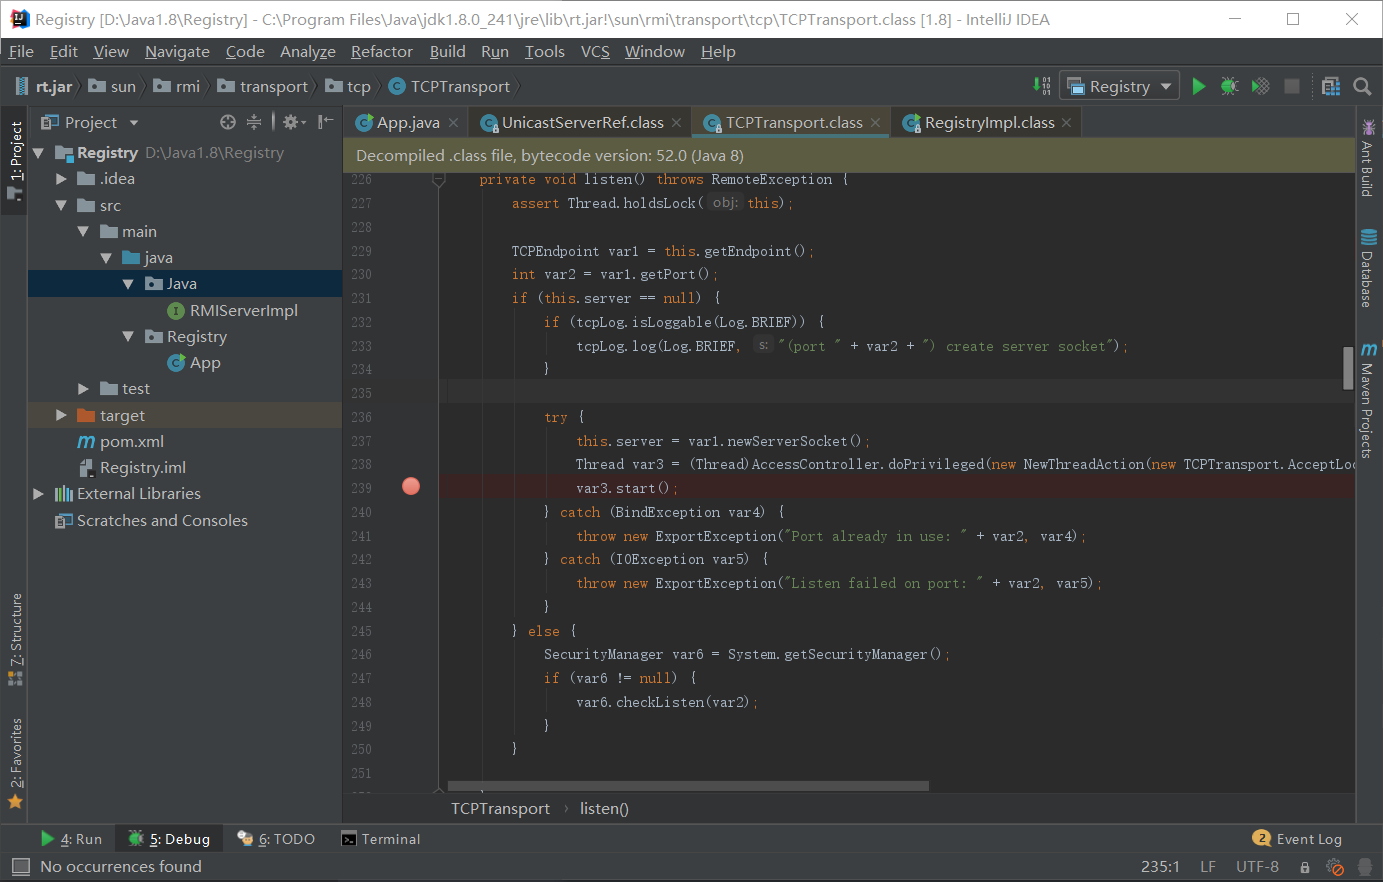 Registry [D:\Java1.8\Registry] - C:\Program Files\Java\jdk1.8.0_241\jre\lib\rt.jar!\sun\rmi\transport\tcp\TCPTransport.class [1.8] - IntelliJ IDEA
File Edit View Navigate Code Analyze Refactor Build Run Tools VCS Window Help
rt.jar sun rmi transport tcp TCPTransport Registry
Project
App.java UnicastServerRef.class TCPTransport.class RegistryImpl.class
Decompiled .class file, bytecode version: 52.0 (Java 8)
1: Project
7: Structure
2: Favorites
Registry D:\Java1.8\Registry
.idea
src
main
java
Java
RMIServerImpl
Registry
App
test
target
pom.xml
Registry.iml
External Libraries
Scratches and Consoles
226 private void listen() throws RemoteException {
227 assert Thread.holdsLock( obj: this);
228
229 TCPEndpoint var1 = this.getEndpoint();
230 int var2 = var1.getPort();
231 if (this.server == null) {
232 if (tcpLog.isLoggable(Log.BRIEF)) {
233 tcpLog.log(Log.BRIEF, s: "(port " + var2 + ") create server socket");
234 }
235
236 try {
237 this.server = var1.newServerSocket();
238 Thread var3 = (Thread)AccessController.doPrivileged(new NewThreadAction(new TCPTransport.AcceptLo
239 var3.start();
240 } catch (BindException var4) {
241 throw new ExportException("Port already in use: " + var2, var4);
242 } catch (IOException var5) {
243 throw new ExportException("Listen failed on port: " + var2, var5);
244 }
245 } else {
246 SecurityManager var6 = System.getSecurityManager();
247 if (var6 != null) {
248 var6.checkListen(var2);
249 }
250 }
251
TCPTransport listen()
Ant Build
Database
Maven Projects
4: Run 5: Debug 6: TODO Terminal 2 Event Log
No occurrences found 235:1 LF UTF-8